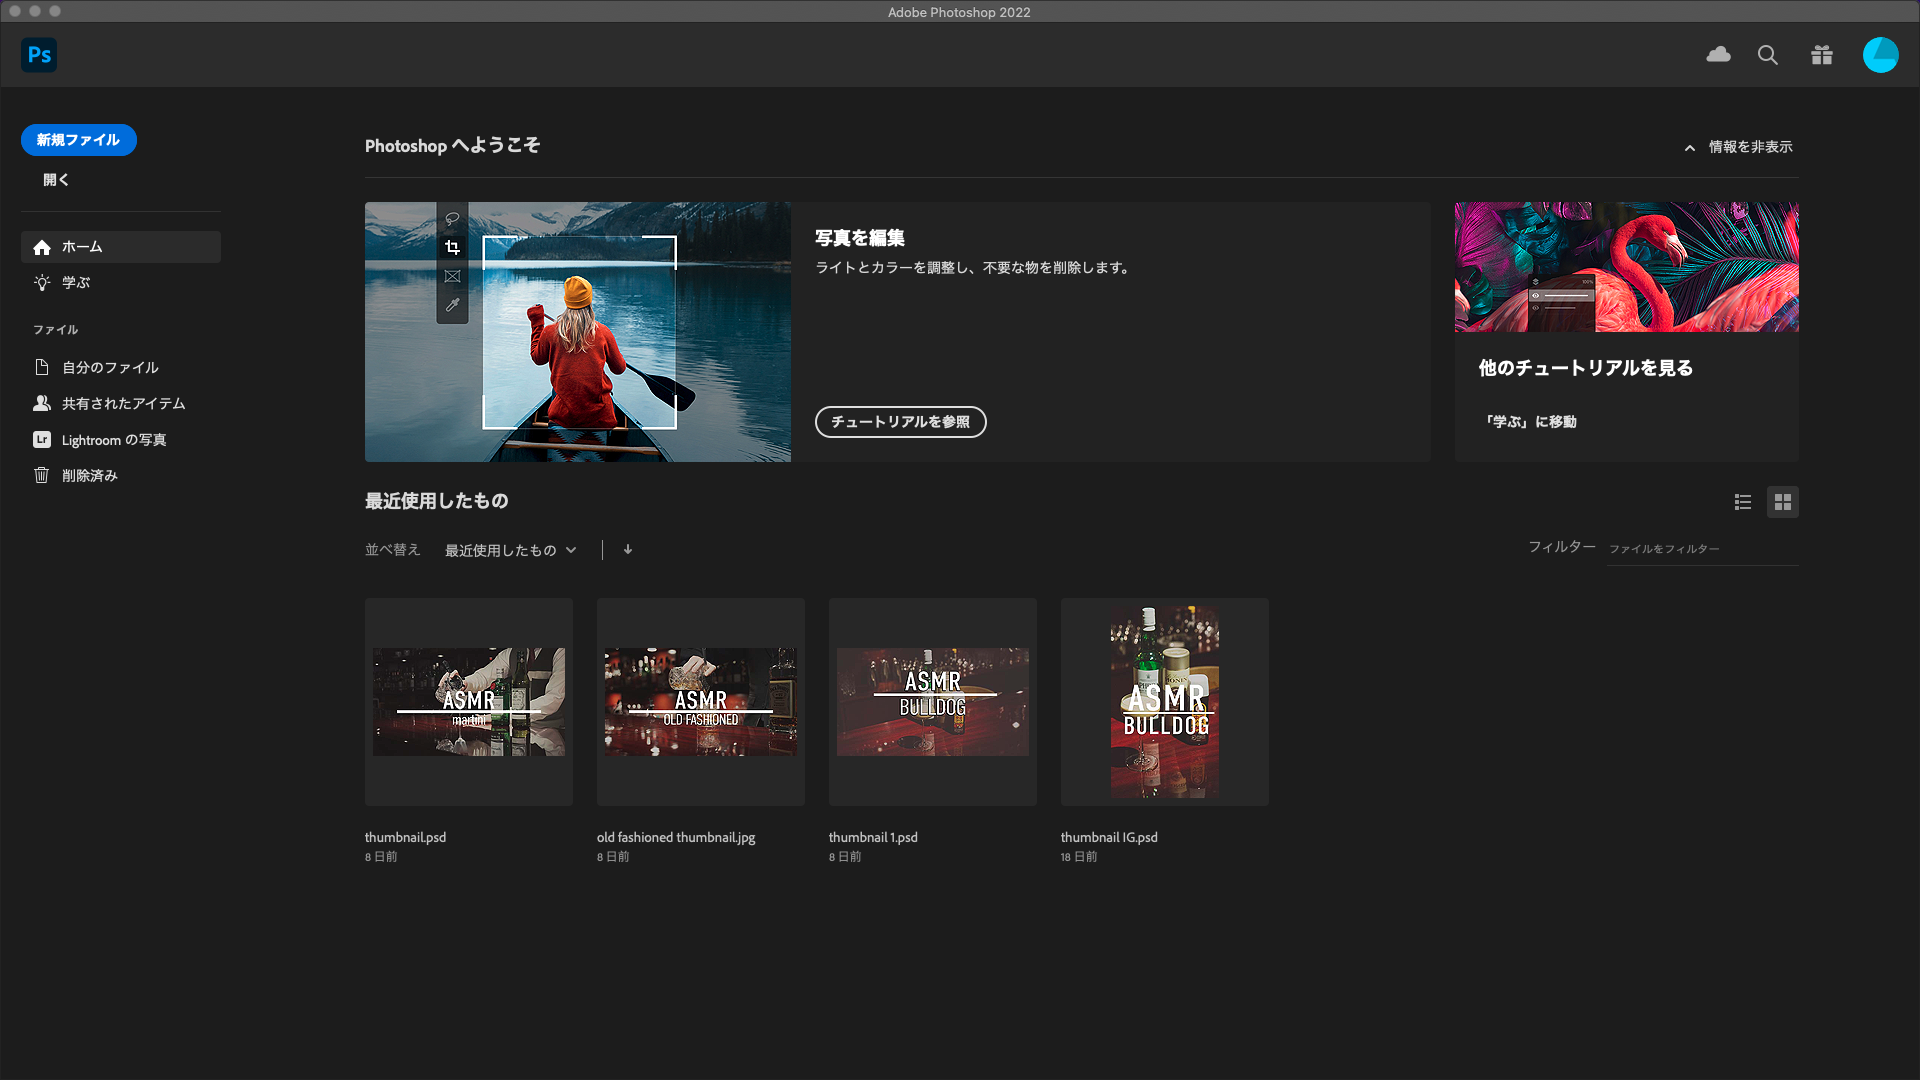 Adobe Photoshop 2022
Ps
新規ファイル
開く
ホーム
学ぶ
ファイル
自分のファイル
共有されたアイテム
Lr Lightroom の写真
削除済み
Photoshop へようこそ
情報を非表示
写真を編集
ライトとカラーを調整し、不要な物を削除します。
チュートリアルを参照
100%
他のチュートリアルを見る
「学ぶ」に移動
最近使用したもの
並べ替え 最近使用したもの
フィルター ファイルをフィルター
ASMR
martini
ASMR
OLD FASHIONED
ASMR
BULLDOG
ASMR
BULLDOG
thumbnail.psd
8 日前
old fashioned thumbnail.jpg
8 日前
thumbnail 1.psd
8 日前
thumbnail IG.psd
18 日前